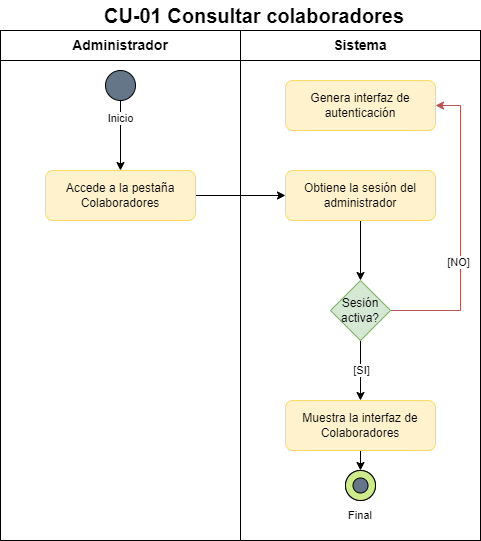 CU-01 Consultar colaboradores
Administrador
Sistema
Inicio
Genera interfaz de
autenticación
Accede a la pestaña
Colaboradores
Obtiene la sesión del
administrador
[NO]
Sesión
activa?
[SI]
Muestra la interfaz de
Colaboradores
Final